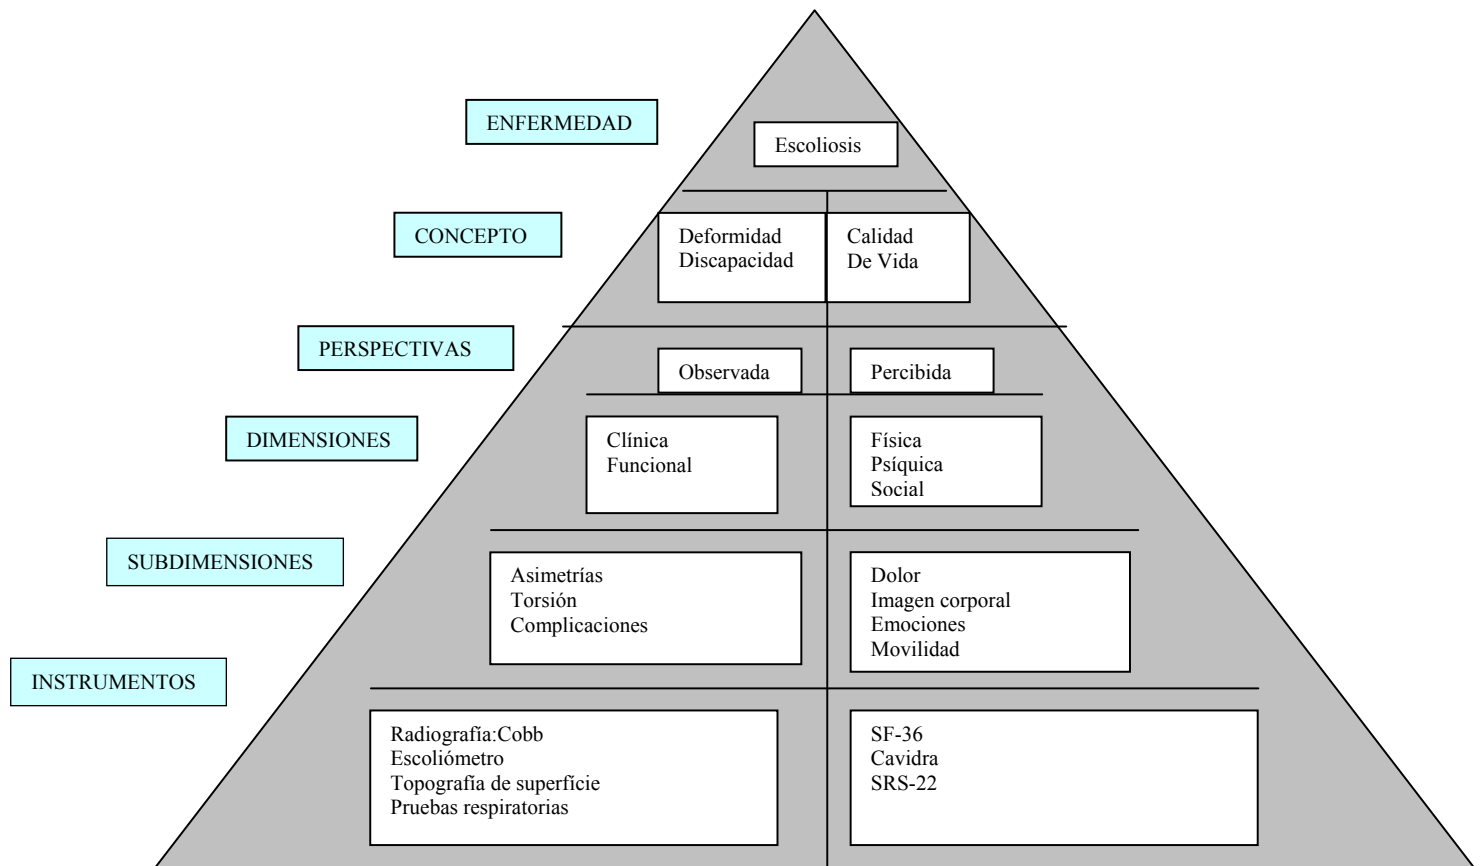 ENFERMEDAD
Escoliosis
CONCEPTO
Deformidad
Discapacidad
Calidad
De Vida
PERSPECTIVAS
Observada
Percibida
DIMENSIONES
Clínica
Funcional
Física
Psíquica
Social
SUBDIMENSIONES
Asimetrías
Torsión
Complicaciones
Dolor
Imagen corporal
Emociones
Movilidad
INSTRUMENTOS
Radiografía:Cobb
Escoliómetro
Topografía de superfície
Pruebas respiratorias
SF-36
Cavidra
SRS-22